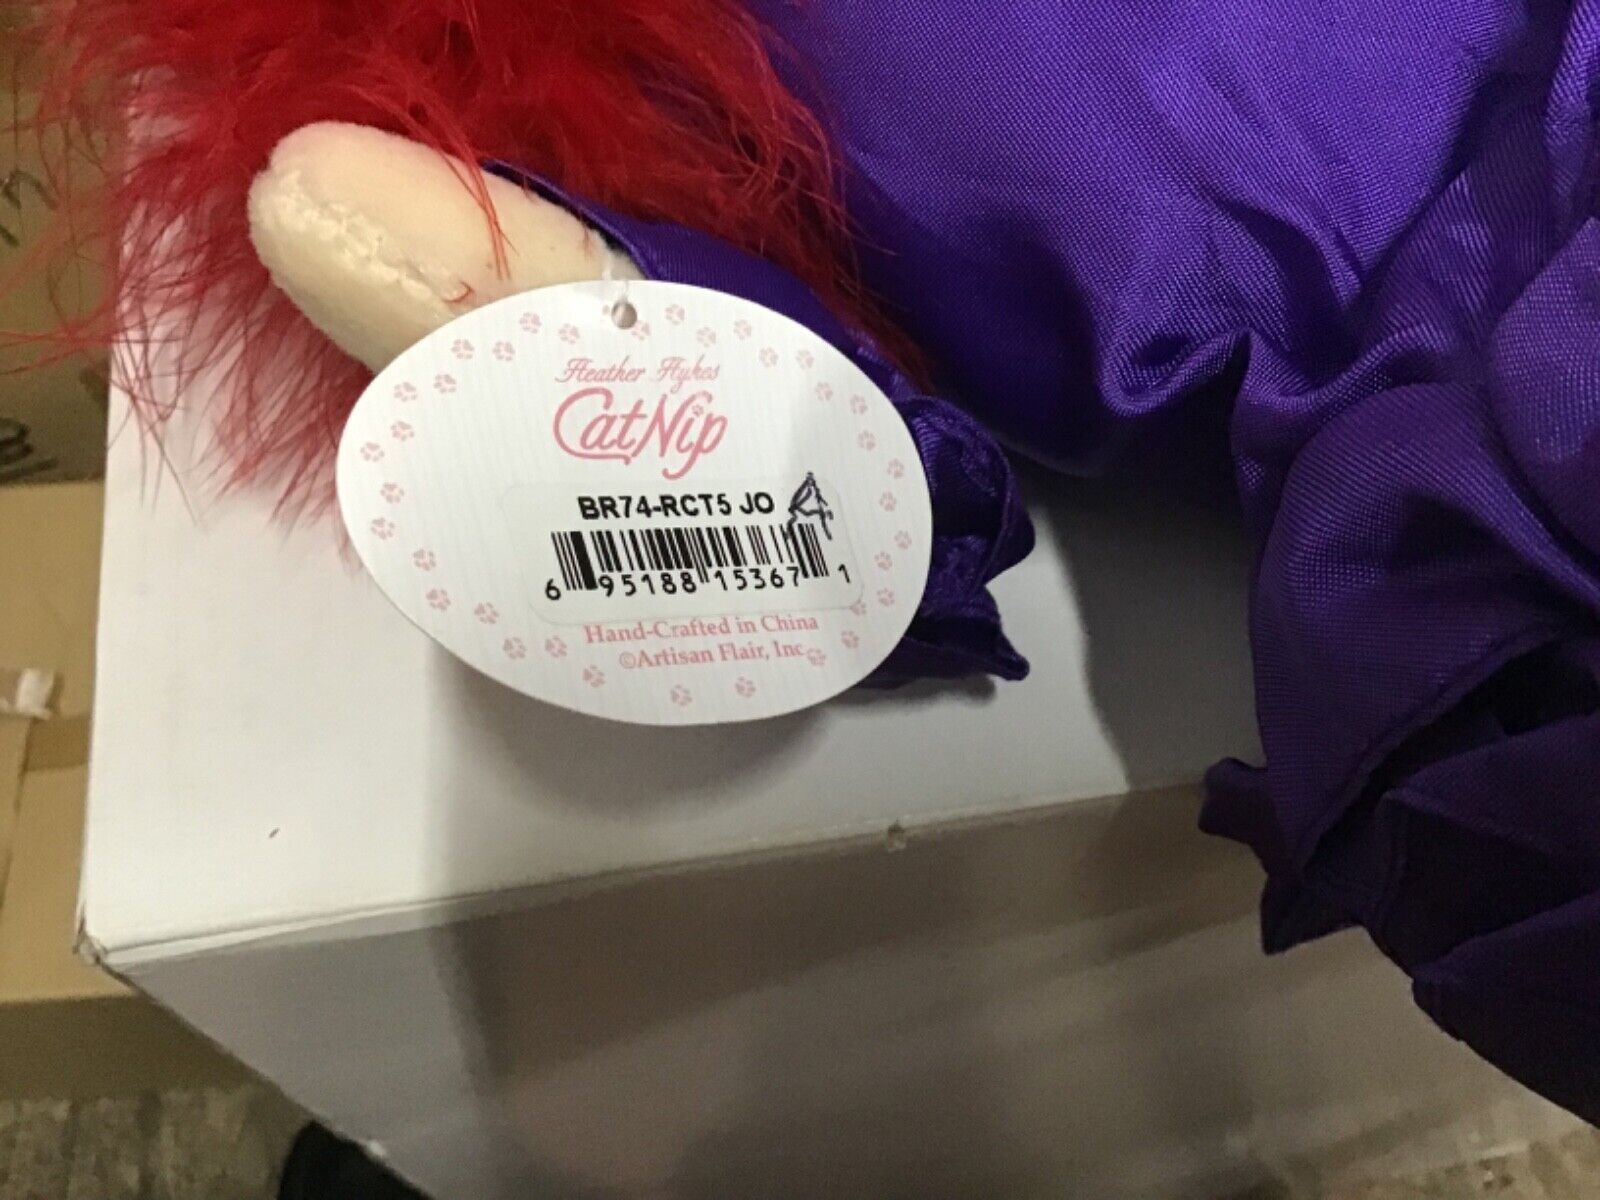 Heather Hykes
CatNip
BR74-RCT5 JO
6 95188 15367 1
Hand-Crafted in China
©Artisan Flair, Inc.